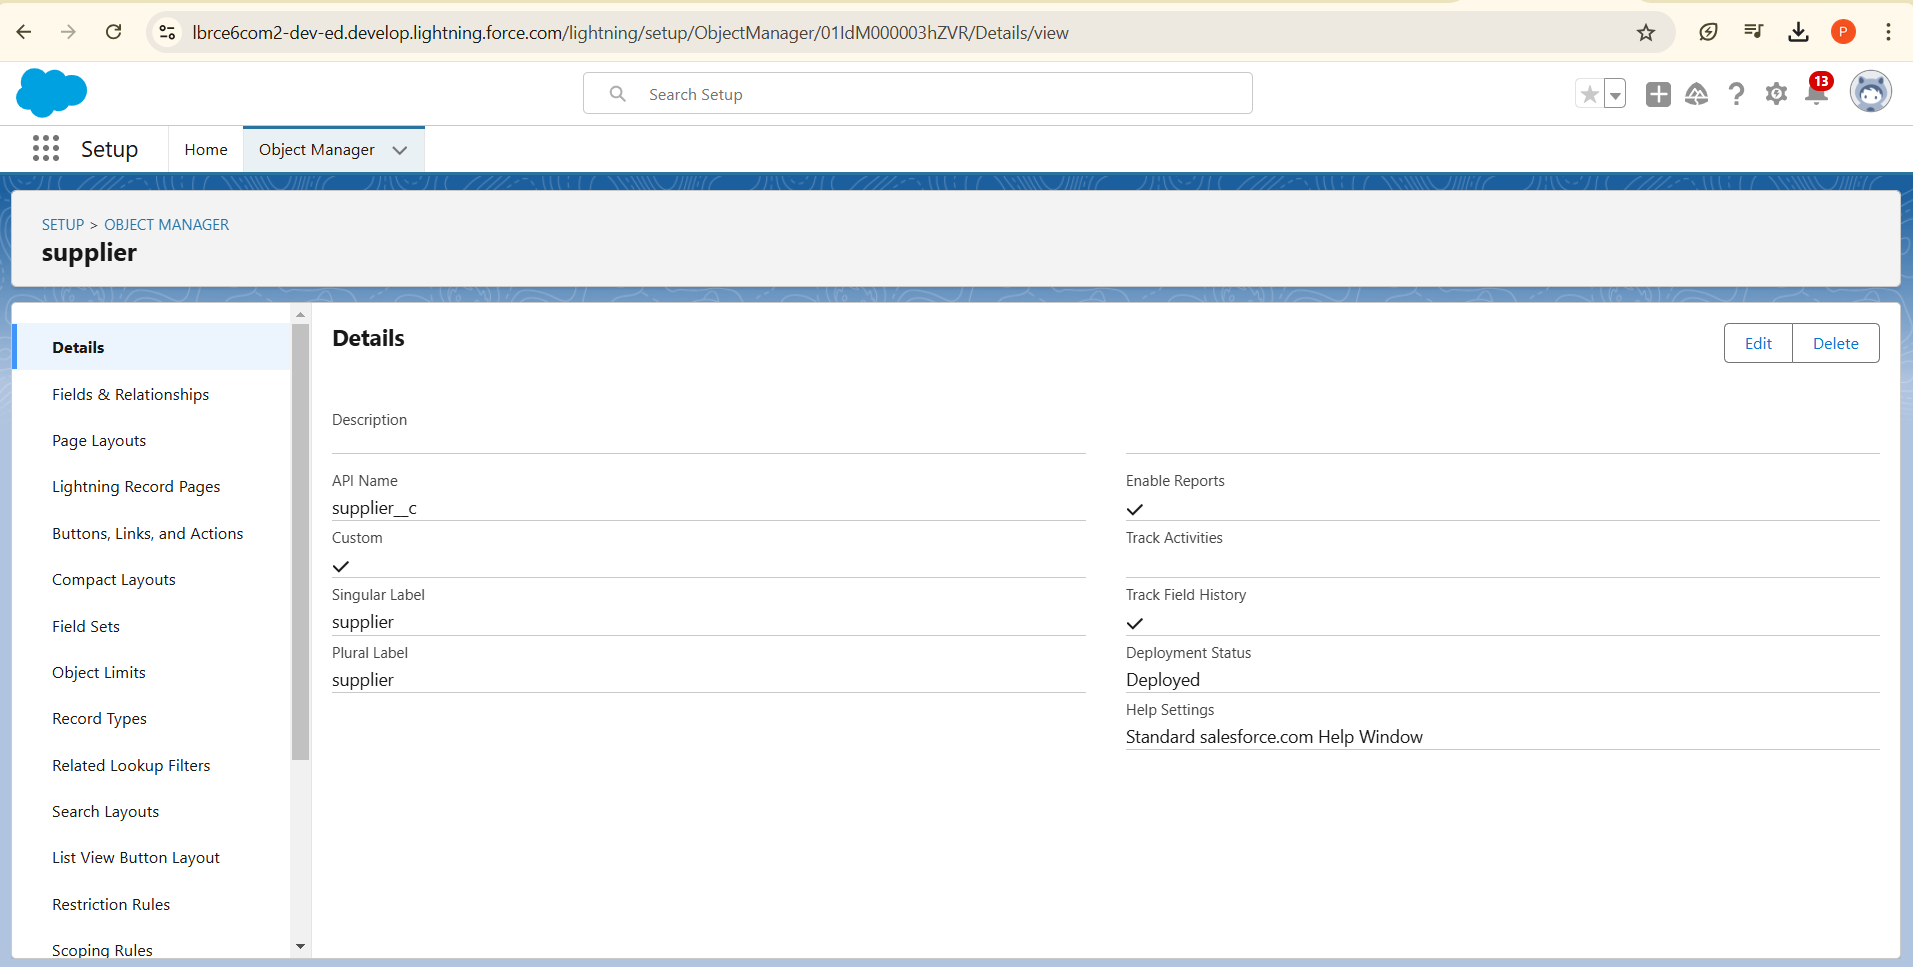 lbrce6com2-dev-ed.develop.lightning.force.com/lightning/setup/ObjectManager/01IdM000003hZVR/Details/view
P
Search Setup
13
Setup
Home
Object Manager
SETUP > OBJECT MANAGER
supplier
Details
Fields & Relationships
Page Layouts
Lightning Record Pages
Buttons, Links, and Actions
Compact Layouts
Field Sets
Object Limits
Record Types
Related Lookup Filters
Search Layouts
List View Button Layout
Restriction Rules
Scoping Rules
Details
Edit
Delete
Description
API Name
supplier__c
Custom
Singular Label
supplier
Plural Label
supplier
Enable Reports
Track Activities
Track Field History
Deployment Status
Deployed
Help Settings
Standard salesforce.com Help Window